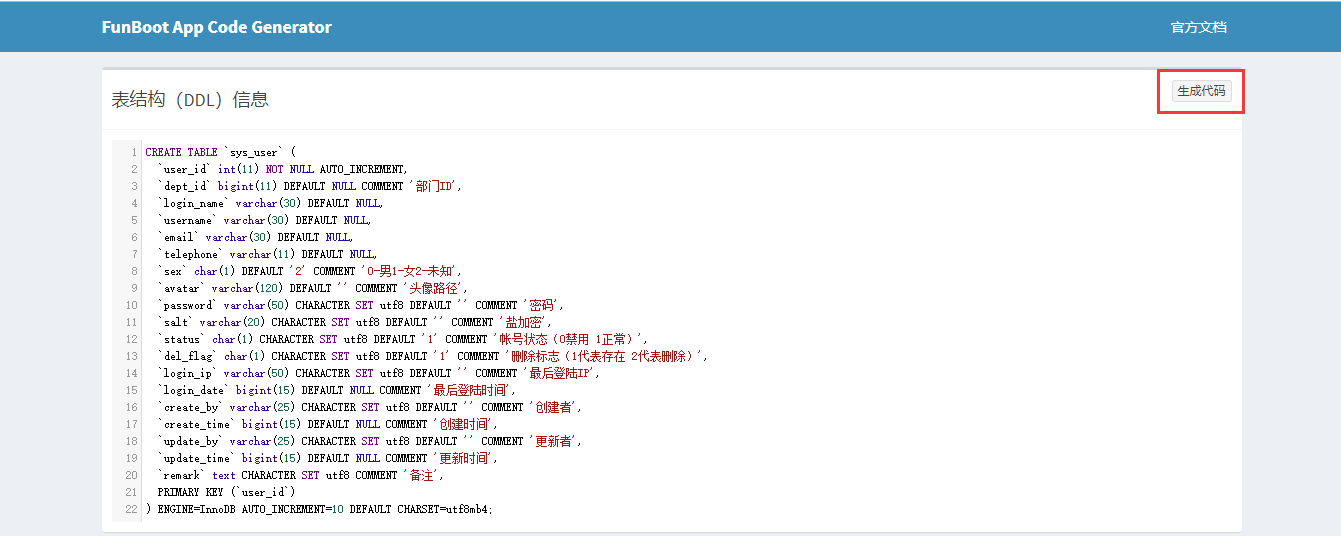 FunBoot App Code Generator 官方文档
表结构（DDL）信息 生成代码
1 CREATE TABLE `sys_user` (
2 `user_id` int(11) NOT NULL AUTO_INCREMENT,
3 `dept_id` bigint(11) DEFAULT NULL COMMENT '部门ID',
4 `login_name` varchar(30) DEFAULT NULL,
5 `username` varchar(30) DEFAULT NULL,
6 `email` varchar(30) DEFAULT NULL,
7 `telephone` varchar(11) DEFAULT NULL,
8 `sex` char(1) DEFAULT '2' COMMENT '0-男1-女2-未知',
9 `avatar` varchar(120) DEFAULT '' COMMENT '头像路径',
10 `password` varchar(50) CHARACTER SET utf8 DEFAULT '' COMMENT '密码',
11 `salt` varchar(20) CHARACTER SET utf8 DEFAULT '' COMMENT '盐加密',
12 `status` char(1) CHARACTER SET utf8 DEFAULT '1' COMMENT '帐号状态（0禁用 1正常）',
13 `del_flag` char(1) CHARACTER SET utf8 DEFAULT '1' COMMENT '删除标志（1代表存在 2代表删除）',
14 `login_ip` varchar(50) CHARACTER SET utf8 DEFAULT '' COMMENT '最后登陆IP',
15 `login_date` bigint(15) DEFAULT NULL COMMENT '最后登陆时间',
16 `create_by` varchar(25) CHARACTER SET utf8 DEFAULT '' COMMENT '创建者',
17 `create_time` bigint(15) DEFAULT NULL COMMENT '创建时间',
18 `update_by` varchar(25) CHARACTER SET utf8 DEFAULT '' COMMENT '更新者',
19 `update_time` bigint(15) DEFAULT NULL COMMENT '更新时间',
20 `remark` text CHARACTER SET utf8 COMMENT '备注',
21 PRIMARY KEY (`user_id`)
22 ) ENGINE=InnoDB AUTO_INCREMENT=10 DEFAULT CHARSET=utf8mb4;